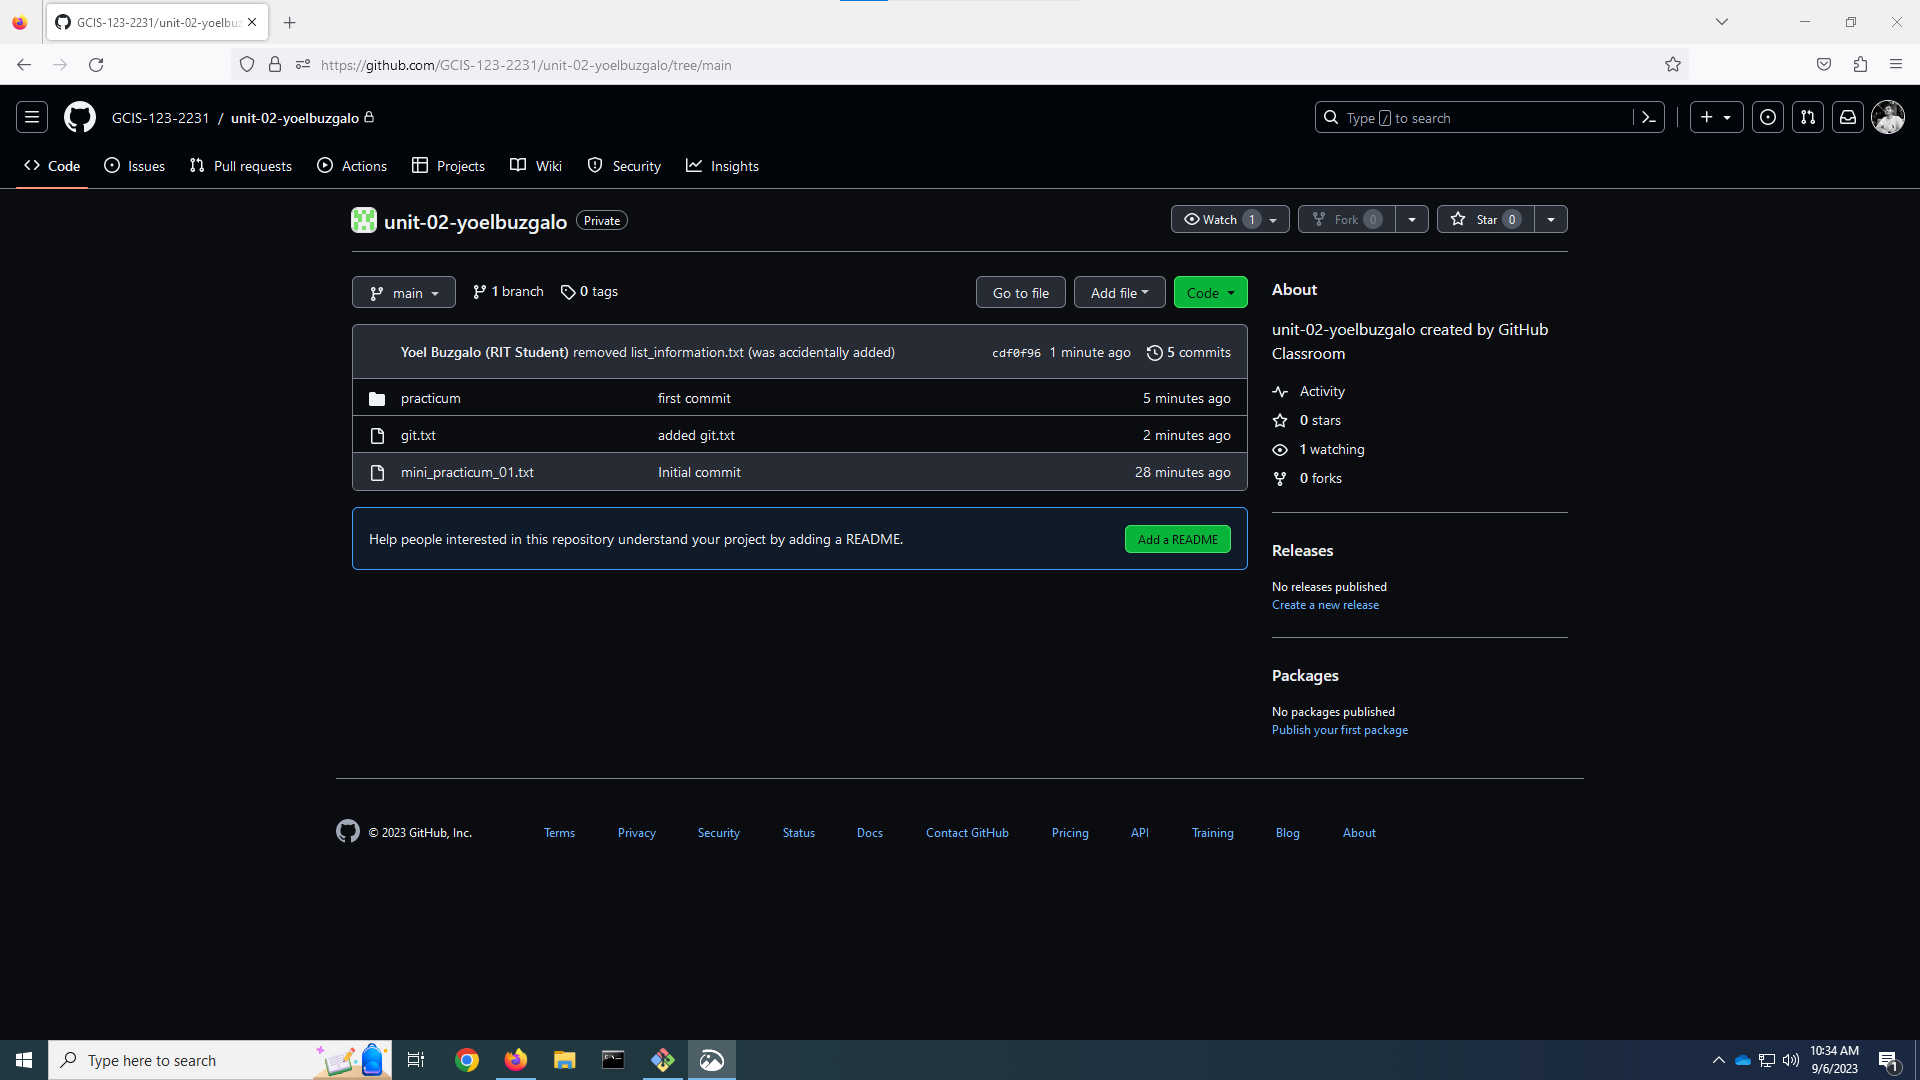 GCIS-123-2231/unit-02-yoelbuz
https://github.com/GCIS-123-2231/unit-02-yoelbuzgalo/tree/main
GCIS-123-2231 / unit-02-yoelbuzgalo
Type / to search
Code Issues Pull requests Actions Projects Wiki Security Insights
unit-02-yoelbuzgalo Private
Watch 1 Fork 0 Star 0
main 1 branch 0 tags Go to file Add file Code
Yoel Buzgalo (RIT Student) removed list_information.txt (was accidentally added) cdf0f96 1 minute ago 5 commits
practicum first commit 5 minutes ago
git.txt added git.txt 2 minutes ago
mini_practicum_01.txt Initial commit 28 minutes ago
Help people interested in this repository understand your project by adding a README. Add a README
About
unit-02-yoelbuzgalo created by GitHub
Classroom
Activity
0 stars
1 watching
0 forks
Releases
No releases published
Create a new release
Packages
No packages published
Publish your first package
© 2023 GitHub, Inc. Terms Privacy Security Status Docs Contact GitHub Pricing API Training Blog About
Type here to search
10:34 AM
9/6/2023
1